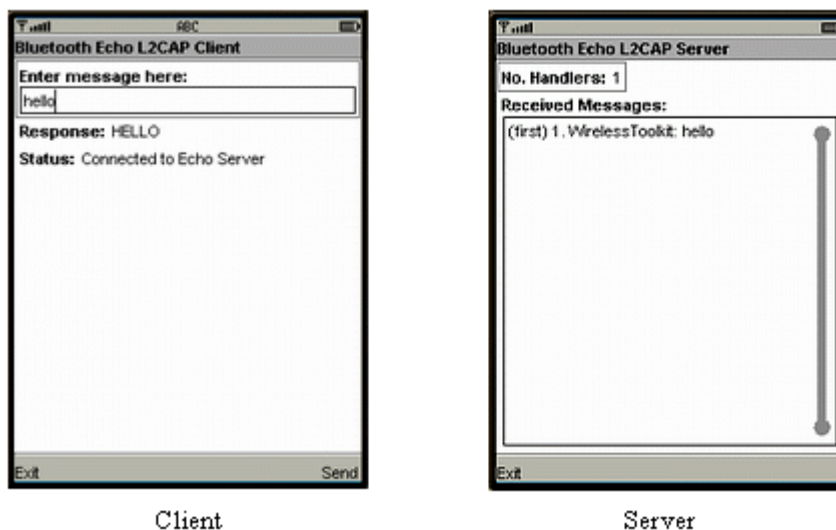 ABC
Bluetooth Echo L2CAP Client
Enter message here:
hello
Response: HELLO
Status: Connected to Echo Server
Exit Send
Client
Bluetooth Echo L2CAP Server
No. Handlers: 1
Received Messages:
(first) 1. WirelessToolkit: hello
Exit
Server